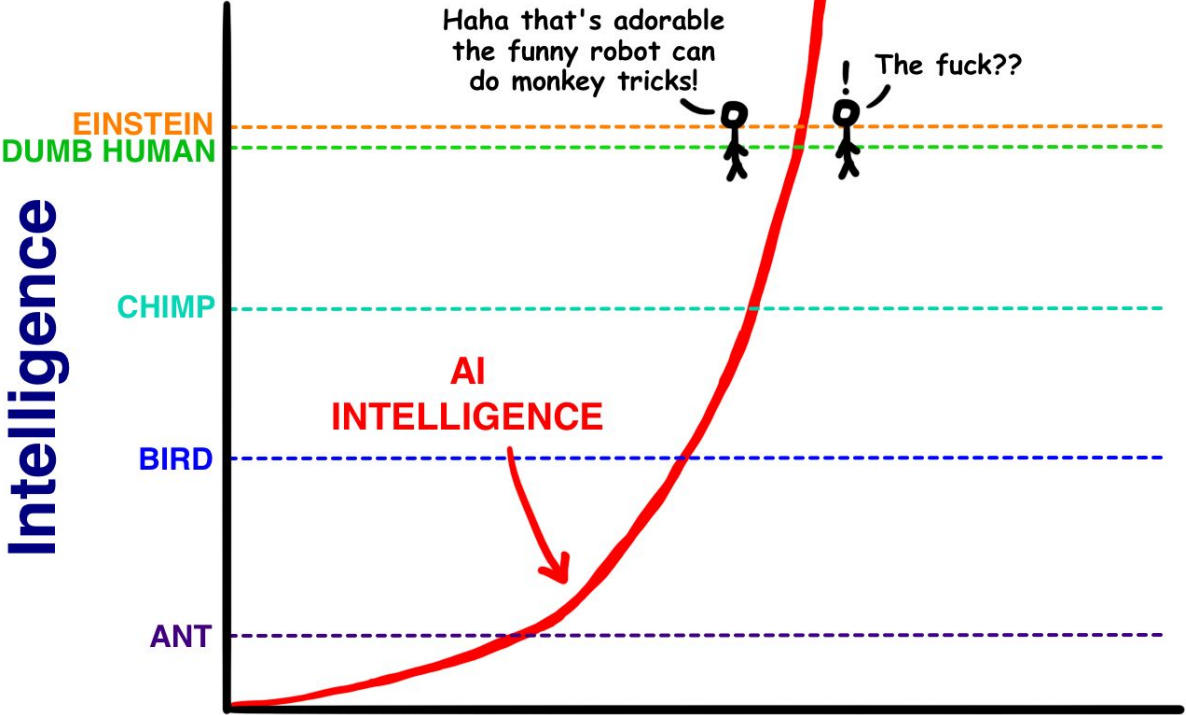 Haha that's adorable
the funny robot can
do monkey tricks!
!
The fuck??
EINSTEIN
DUMB HUMAN
Intelligence
CHIMP
AI
INTELLIGENCE
BIRD
ANT